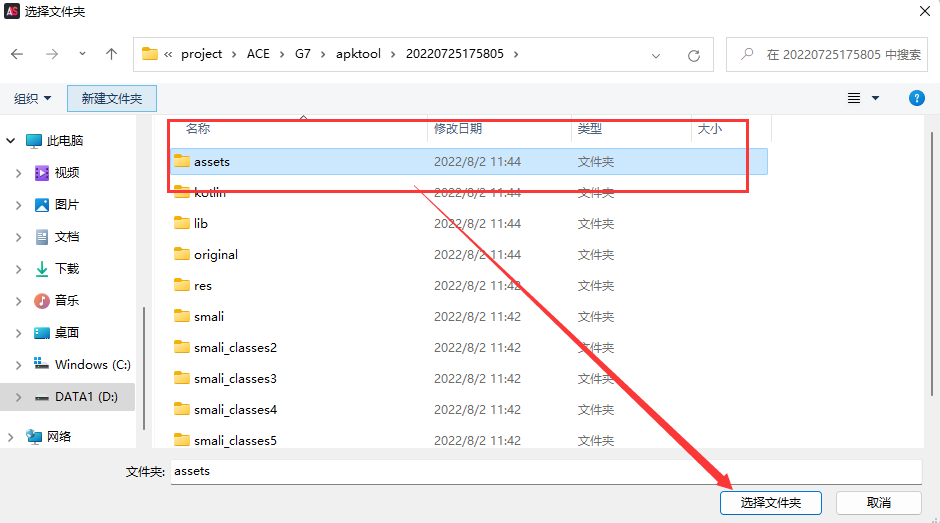 AS 选择文件夹
« project › ACE › G7 › apktool › 20220725175805 ›
在 20220725175805 中搜索
组织 新建文件夹
?
名称 修改日期 类型 大小
此电脑
视频
图片
文档
下载
音乐
桌面
Windows (C:)
DATA1 (D:)
网络
assets 2022/8/2 11:44 文件夹
kotlin 2022/8/2 11:44 文件夹
lib 2022/8/2 11:44 文件夹
original 2022/8/2 11:44 文件夹
res 2022/8/2 11:42 文件夹
smali 2022/8/2 11:42 文件夹
smali_classes2 2022/8/2 11:42 文件夹
smali_classes3 2022/8/2 11:42 文件夹
smali_classes4 2022/8/2 11:42 文件夹
smali_classes5 2022/8/2 11:42 文件夹
文件夹: assets
选择文件夹 取消